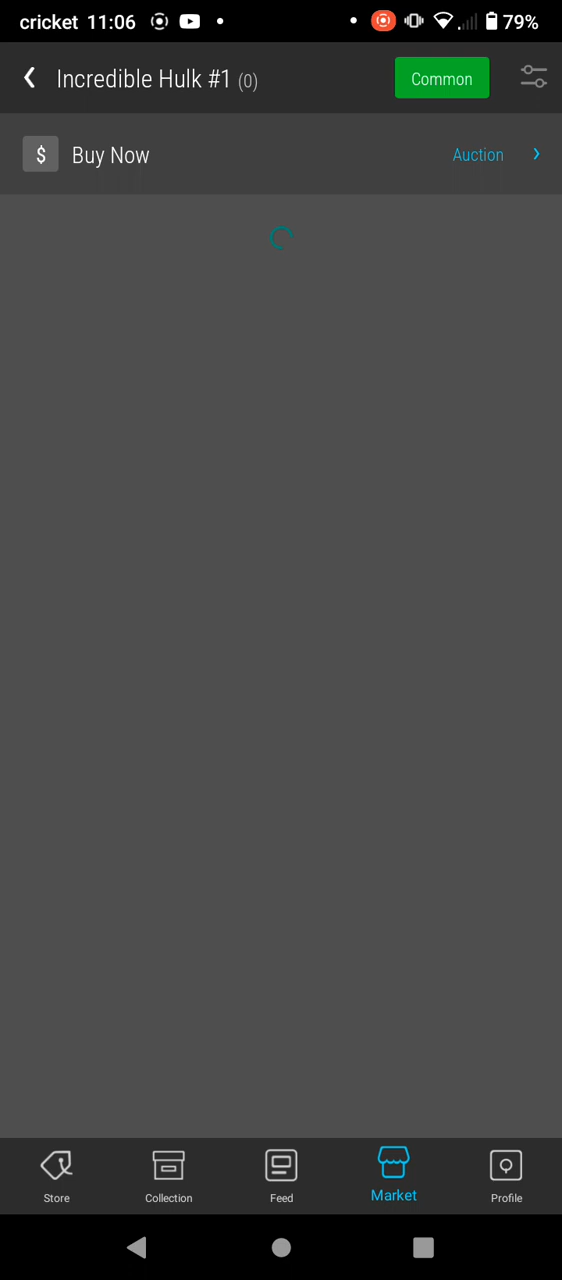 cricket 11:06 79%
Incredible Hulk #1 (0) Common
$ Buy Now Auction
Store Collection Feed Market Profile